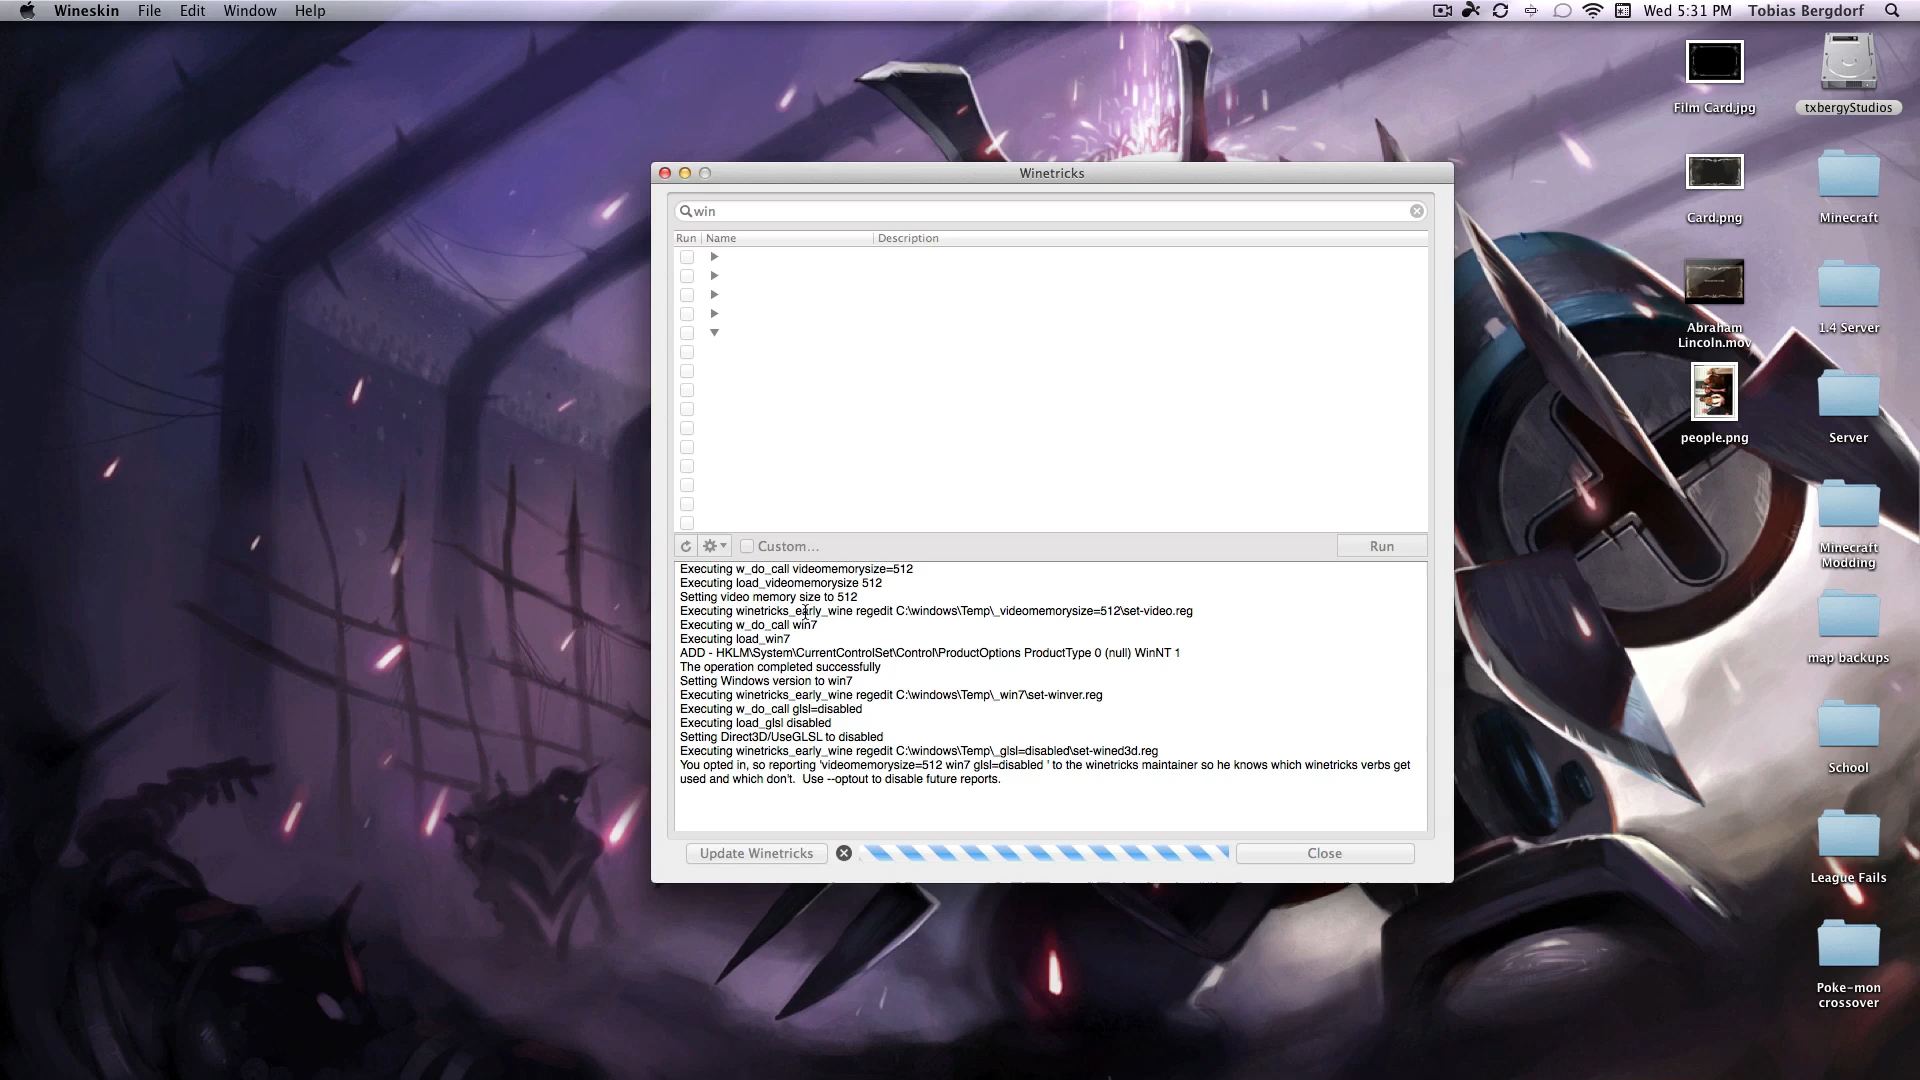 Wineskin File Edit Window Help
Wed 5:31 PM Tobias Bergdorf
Film Card.jpg
txbergyStudios
Card.png
Minecraft
Abraham
Lincoln.mov
1.4 Server
people.png
Server
Minecraft
Modding
map backups
School
League Fails
Poke-mon
crossover
Winetricks
win
Run Name Description
Custom...
Run
Executing w_do_call videomemorysize=512
Executing load_videomemorysize 512
Setting video memory size to 512
Executing winetricks_early_wine regedit C:\windows\Temp\_videomemorysize=512\set-video.reg
Executing w_do_call win7
Executing load_win7
ADD - HKLM\System\CurrentControlSet\Control\ProductOptions ProductType 0 (null) WinNT 1
The operation completed successfully
Setting Windows version to win7
Executing winetricks_early_wine regedit C:\windows\Temp\_win7\set-winver.reg
Executing w_do_call glsl=disabled
Executing load_glsl disabled
Setting Direct3D/UseGLSL to disabled
Executing winetricks_early_wine regedit C:\windows\Temp\_glsl=disabled\set-wined3d.reg
You opted in, so reporting 'videomemorysize=512 win7 glsl=disabled ' to the winetricks maintainer so he knows which winetricks verbs get
used and which don't.  Use --optout to disable future reports.
Update Winetricks
Close